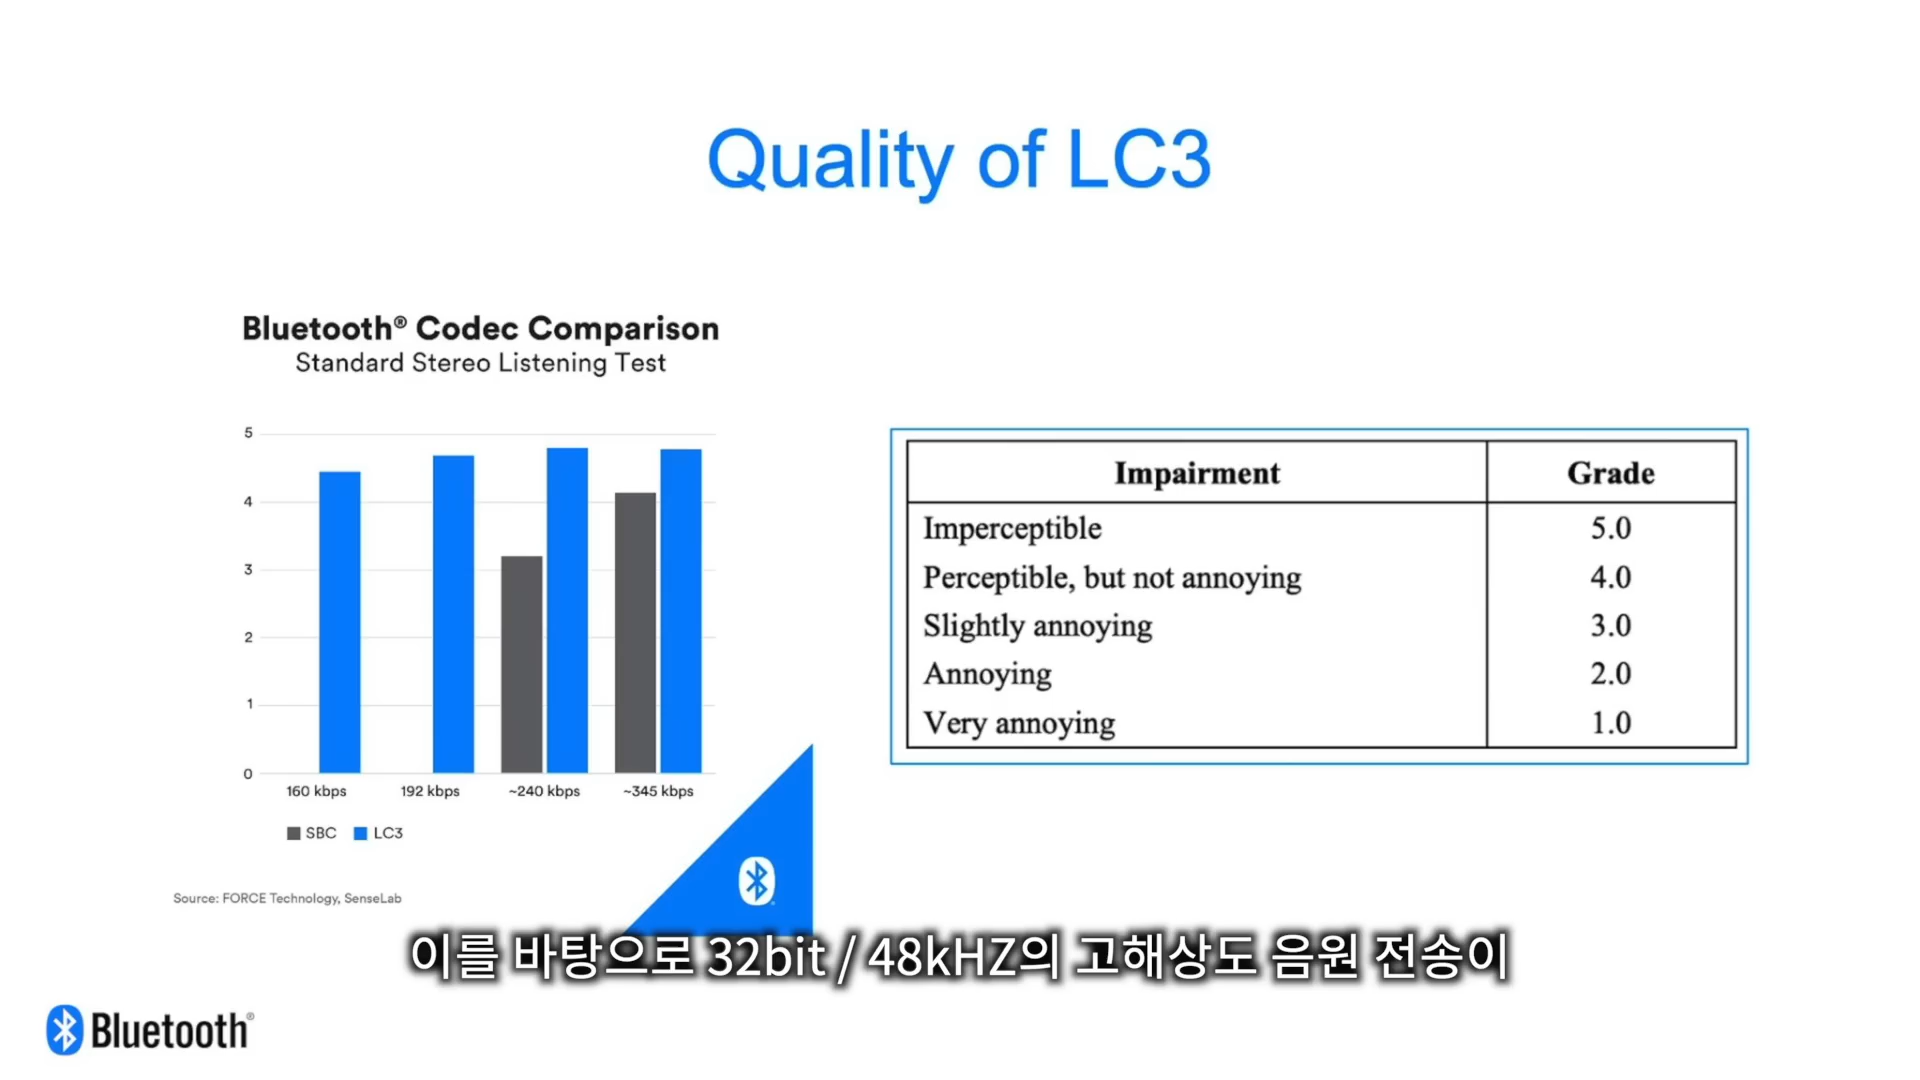 Quality of LC3
Bluetooth® Codec Comparison
Standard Stereo Listening Test
5
4
3
2
1
0
160 kbps 192 kbps ~240 kbps ~345 kbps
SBC LC3
Source: FORCE Technology, SenseLab
Impairment Grade
Imperceptible 5.0
Perceptible, but not annoying 4.0
Slightly annoying 3.0
Annoying 2.0
Very annoying 1.0
이를 바탕으로 32bit / 48kHZ의 고해상도 음원 전송이
Bluetooth®